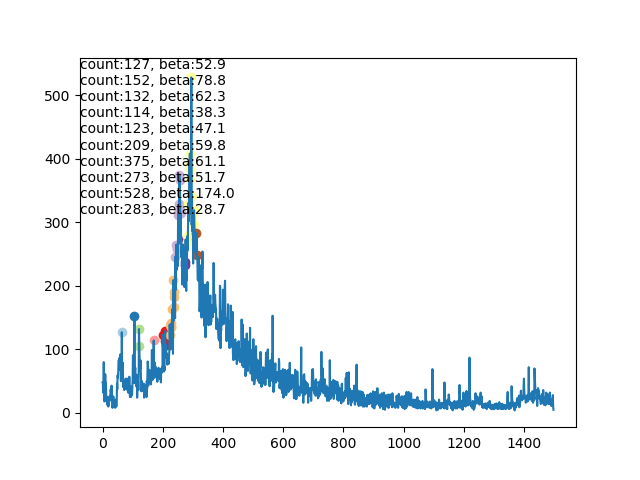 count:127, beta:52.9
count:152, beta:78.8
count:132, beta:62.3
count:114, beta:38.3
count:123, beta:47.1
count:209, beta:59.8
count:375, beta:61.1
count:273, beta:51.7
count:528, beta:174.0
count:283, beta:28.7
500
400
300
200
100
0
0 200 400 600 800 1000 1200 1400